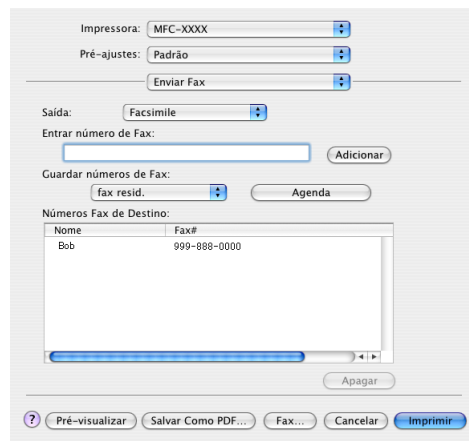 Impressora: MFC-XXXX
Pré-ajustes: Padrão
Enviar Fax
Saída: Facsimile
Entrar número de Fax:
Adicionar
Guardar números de Fax:
fax resid. Agenda
Números Fax de Destino:
Nome Fax#
Bob 999-888-0000
Apagar
? Pré-visualizar Salvar Como PDF... Fax... Cancelar Imprimir